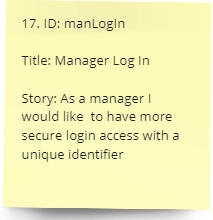 17. ID: manLogIn
Title: Manager Log In
Story: As a manager I
would like  to have more
secure login access with a
unique identifier